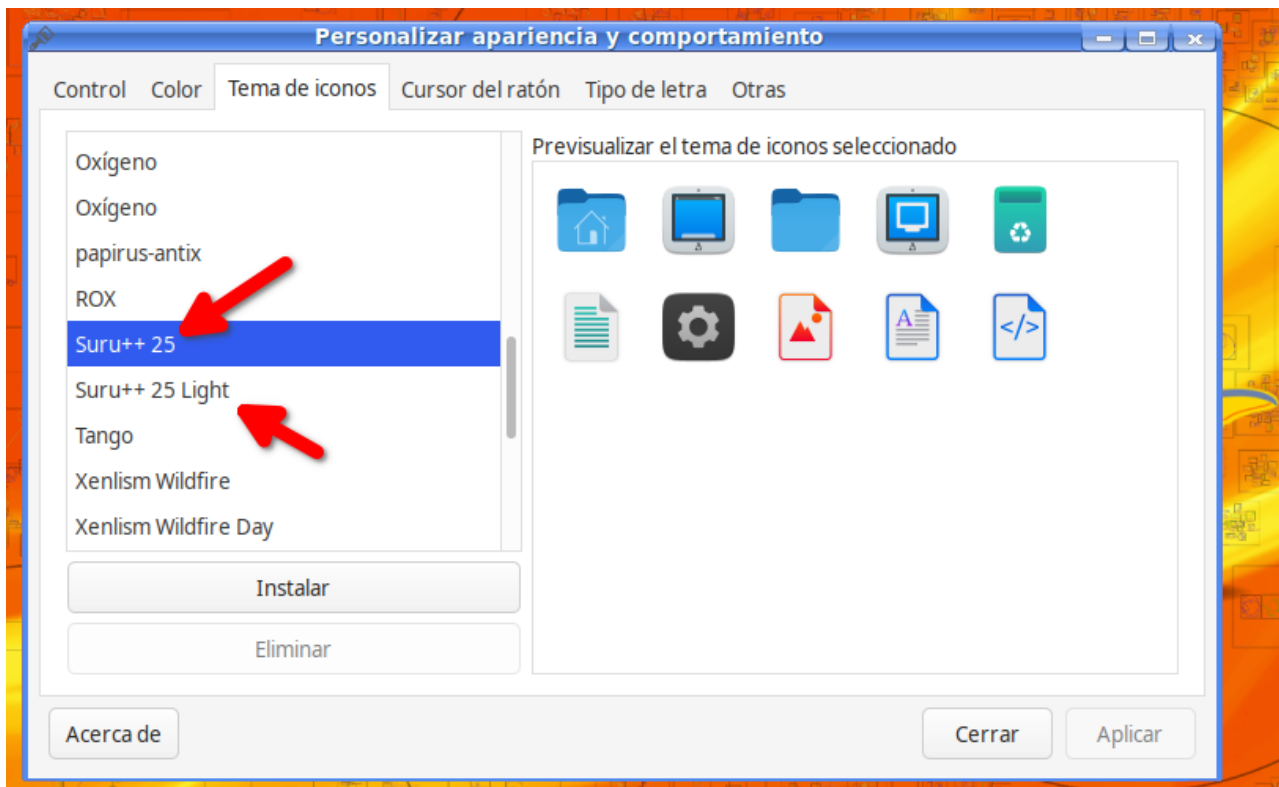 Personalizar apariencia y comportamiento
Control Color Tema de iconos Cursor del ratón Tipo de letra Otras
Oxígeno
Oxígeno
papirus-antix
ROX
Suru++ 25
Suru++ 25 Light
Tango
Xenlism Wildfire
Xenlism Wildfire Day
Instalar
Eliminar
Previsualizar el tema de iconos seleccionado
A
</>
Acerca de
Cerrar
Aplicar